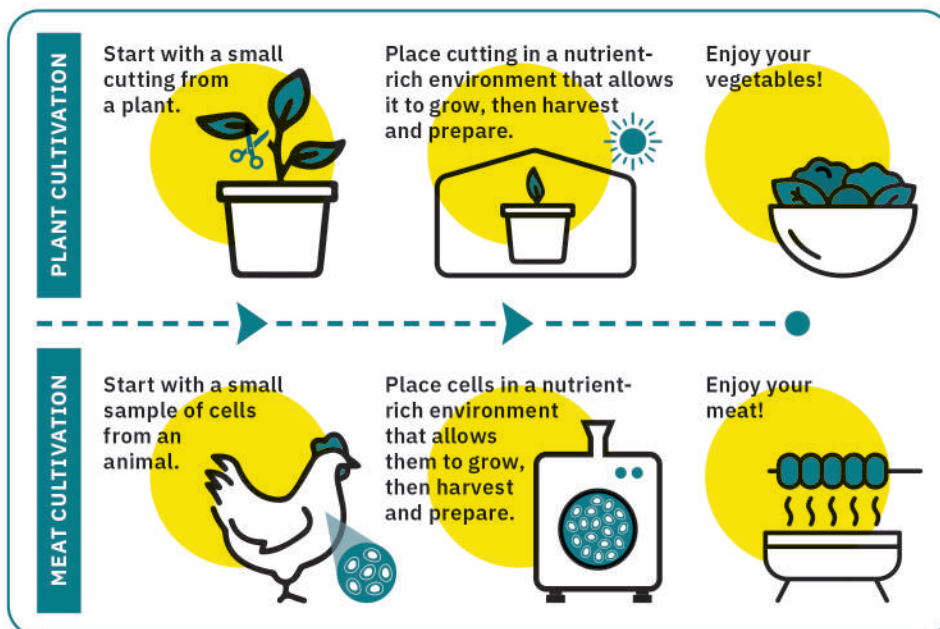 PLANT CULTIVATION
Start with a small
cutting from
a plant.
Place cutting in a nutrient-
rich environment that allows
it to grow, then harvest
and prepare.
Enjoy your
vegetables!
MEAT CULTIVATION
Start with a small
sample of cells
from an
animal.
Place cells in a nutrient-
rich environment
that allows
them to grow,
then harvest
and prepare.
Enjoy your
meat!